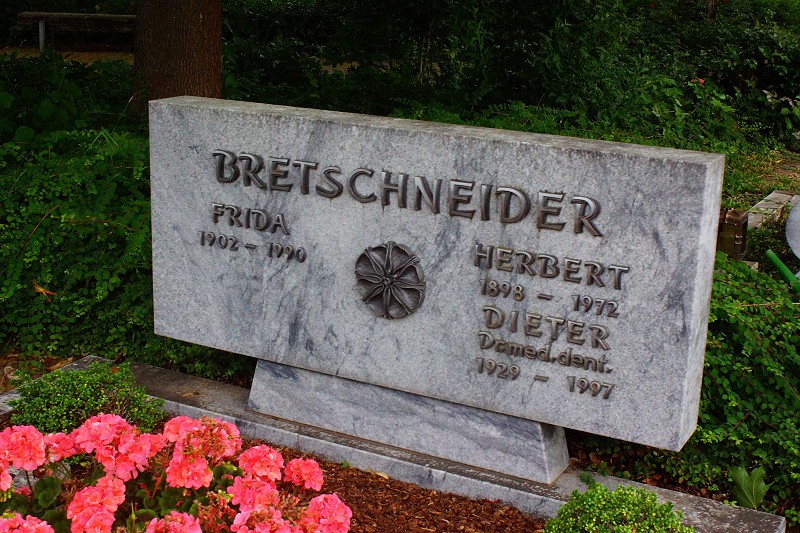 BRETSCHNEIDER
FRIDA
1902 - 1990
HERBERT
1898 - 1972
DIETER
Dr.med.dent.
1929 - 1997